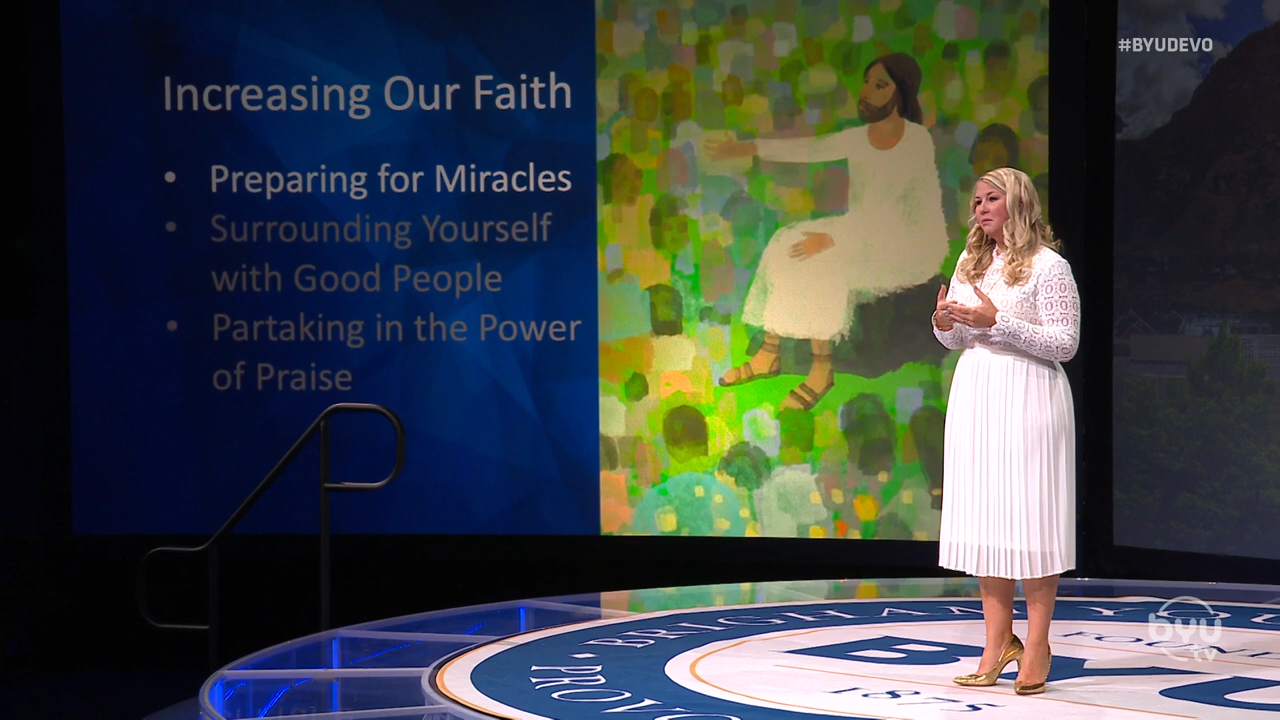 #BYUDEVO
Increasing Our Faith
• Preparing for Miracles
• Surrounding Yourself
with Good People
• Partaking in the Power
of Praise
BRIGHAM
PROVO
1875
BYU
byu
tv